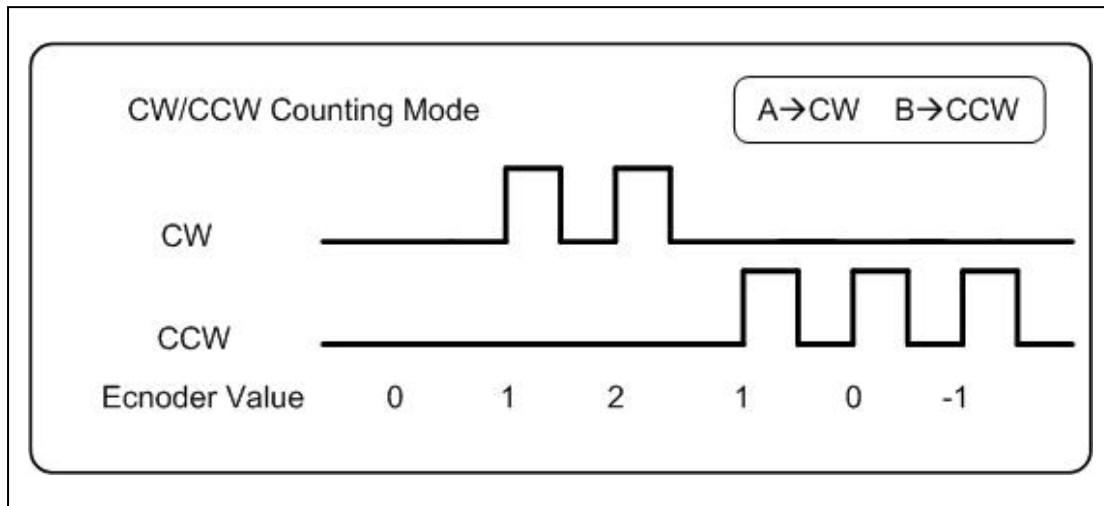 CW/CCW Counting Mode
A→CW B→CCW
CW
CCW
Ecnoder Value 0 1 2 1 0 -1